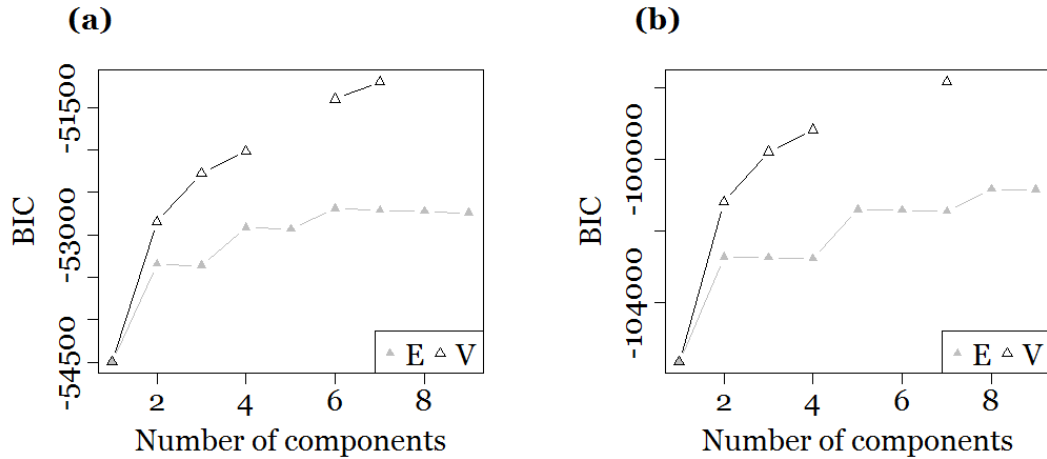 (a)
BIC
-51500
-53000
-54500
E V
2 4 6 8
Number of components
(b)
BIC
-100000
-104000
E V
2 4 6 8
Number of components